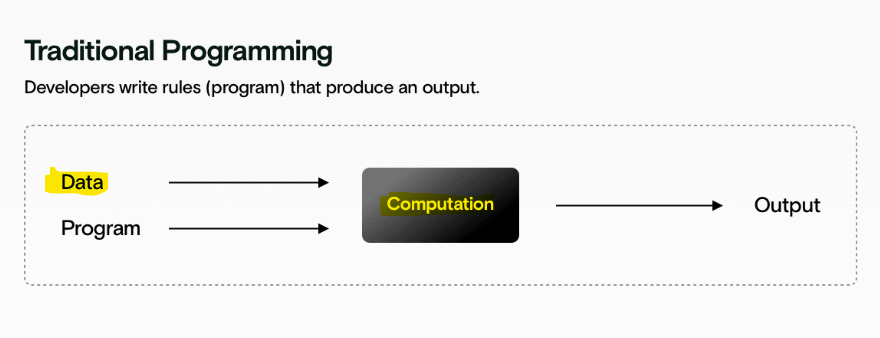 Traditional Programming
Developers write rules (program) that produce an output.
Data
Computation
Output
Program